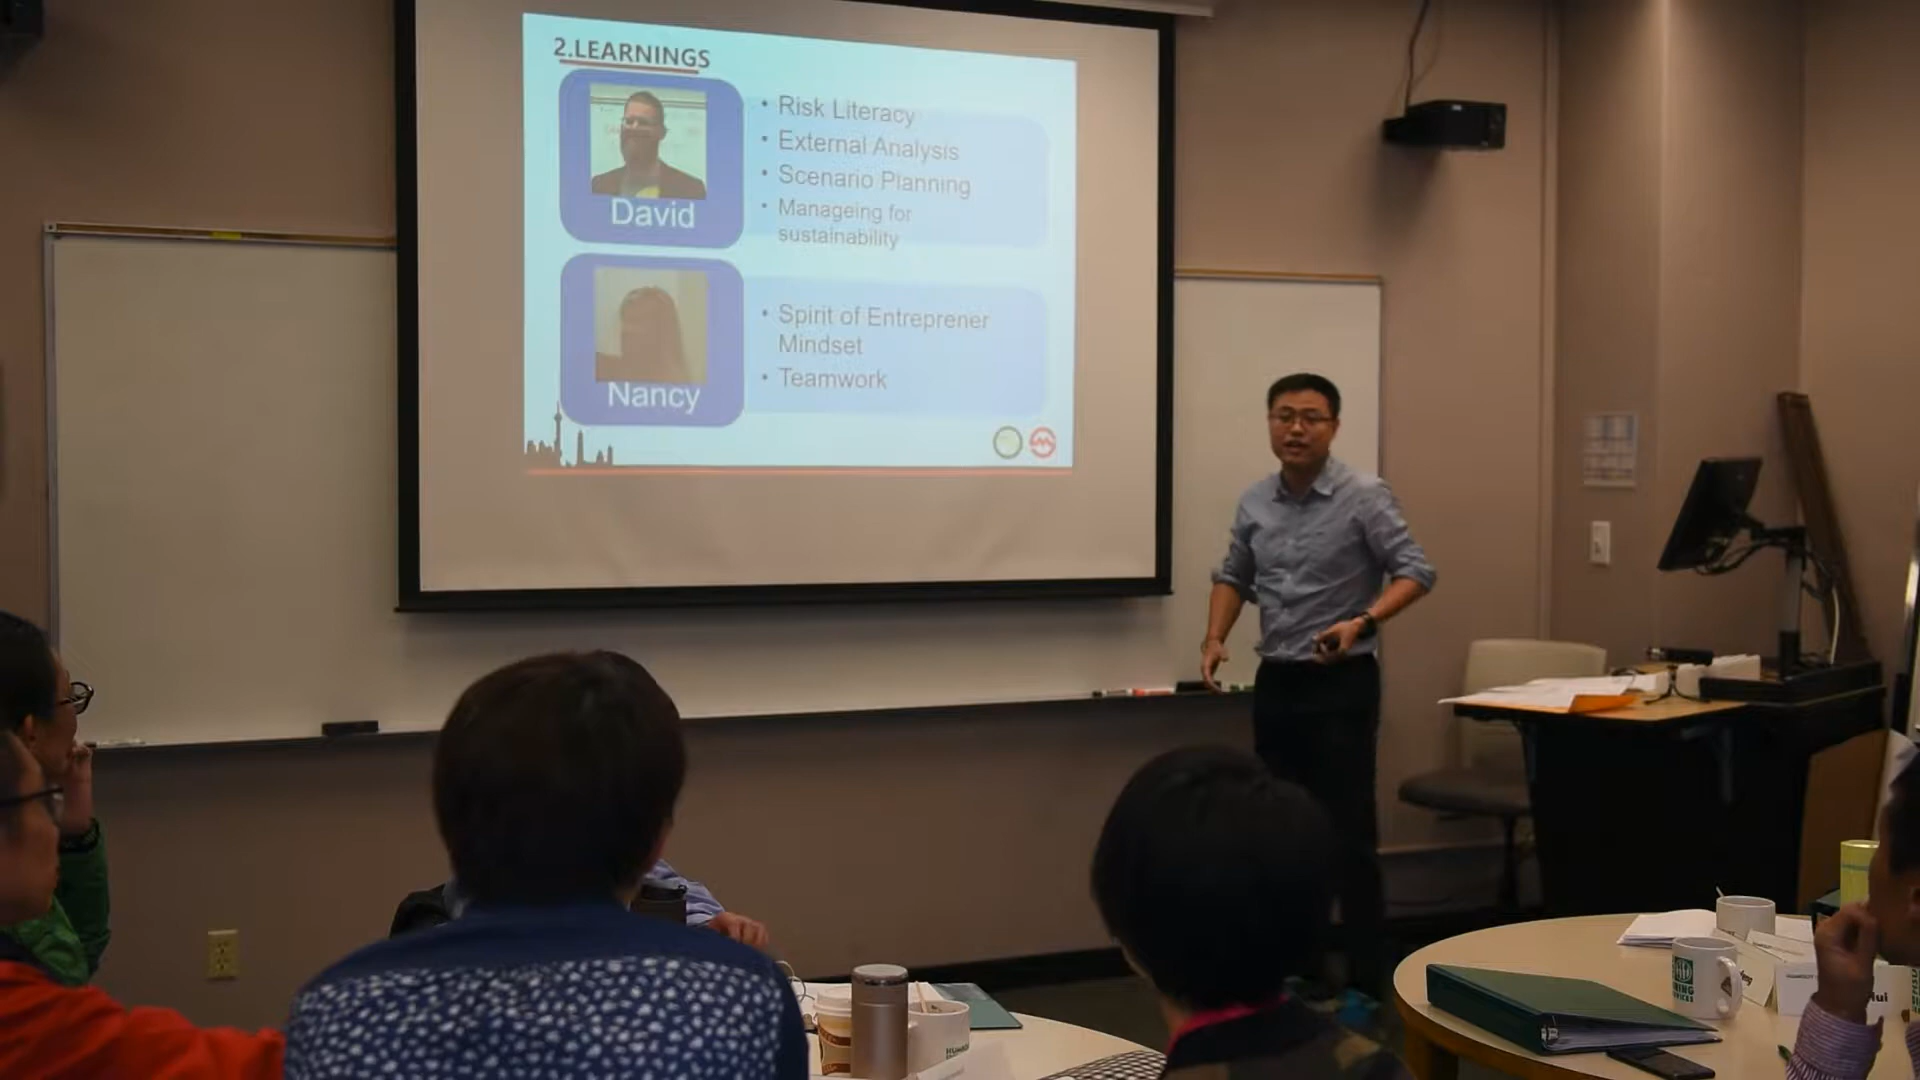 2.LEARNINGS
• Risk Literacy
• External Analysis
• Scenario Planning
• Manageing for
sustainability
David
• Spirit of Entreprener
Mindset
• Teamwork
Nancy